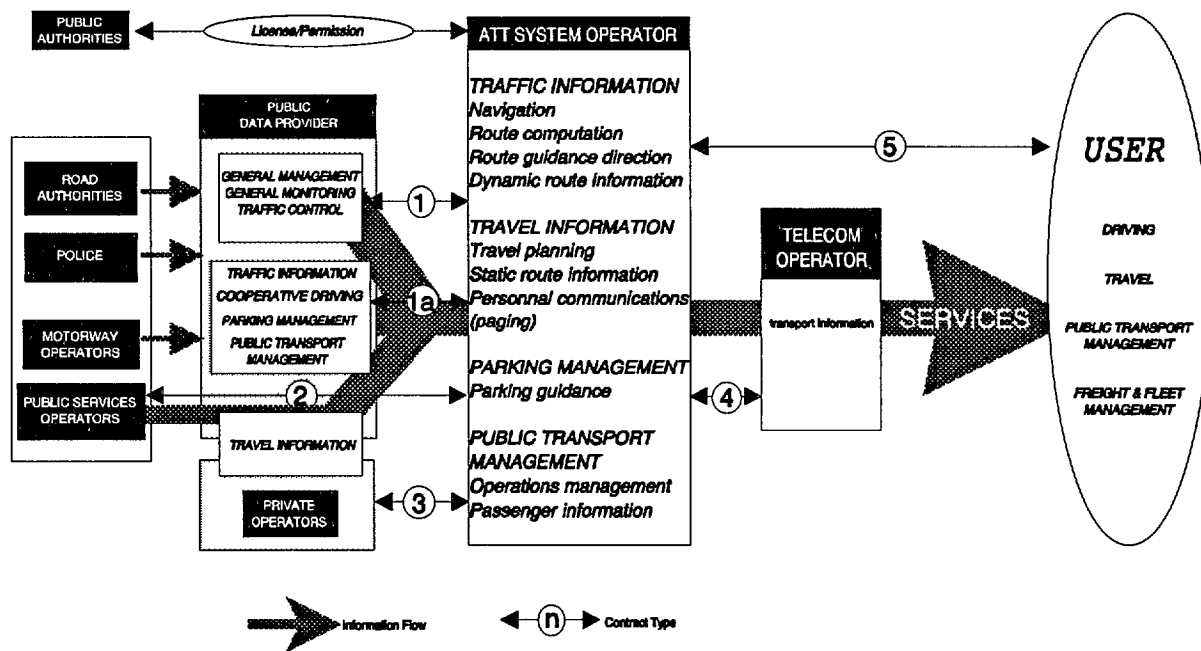 PUBLIC
AUTHORITIES
License/Permission
ATT SYSTEM OPERATOR
PUBLIC
DATA PROVIDER
ROAD
AUTHORITIES
POLICE
MOTORWAY
OPERATORS
PUBLIC SERVICES
OPERATORS
GENERAL MANAGEMENT
GENERAL MONITORING
TRAFFIC CONTROL
1
TRAFFIC INFORMATION
COOPERATIVE DRIVING
PARKING MANAGEMENT
PUBLIC TRANSPORT
MANAGEMENT
1a
2
TRAVEL INFORMATION
PRIVATE
OPERATORS
3
TRAFFIC INFORMATION
Navigation
Route computation
Route guidance direction
Dynamic route information
TRAVEL INFORMATION
Travel planning
Static route information
Personnal communications
(paging)
PARKING MANAGEMENT
Parking guidance
PUBLIC TRANSPORT
MANAGEMENT
Operations management
Passenger information
5
4
TELECOM
OPERATOR
transport information
SERVICES
USER
DRIVING
TRAVEL
PUBLIC TRANSPORT
MANAGEMENT
FREIGHT & FLEET
MANAGEMENT
Information Flow
n
Contract Type